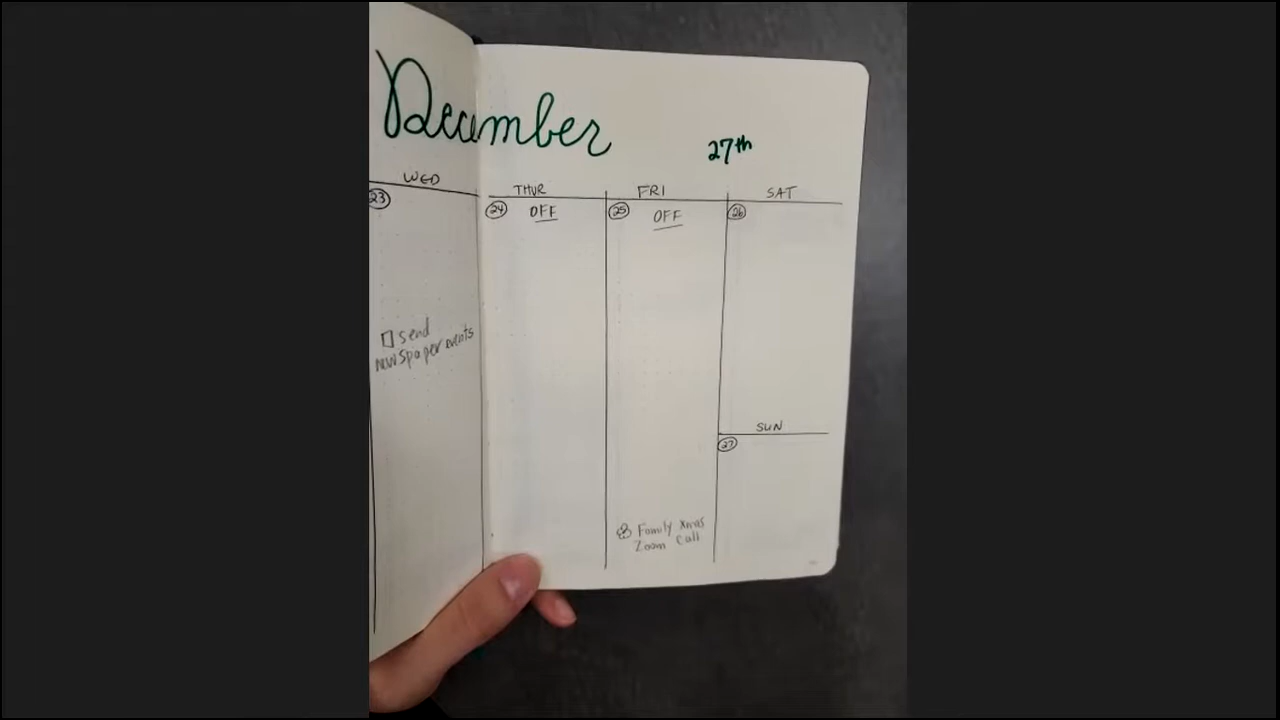 December
27th
WED
THUR
FRI
SAT
23
24
OFF
25
OFF
26
☐ send
newspaper events
SUN
27
Family Xmas
Zoom Call